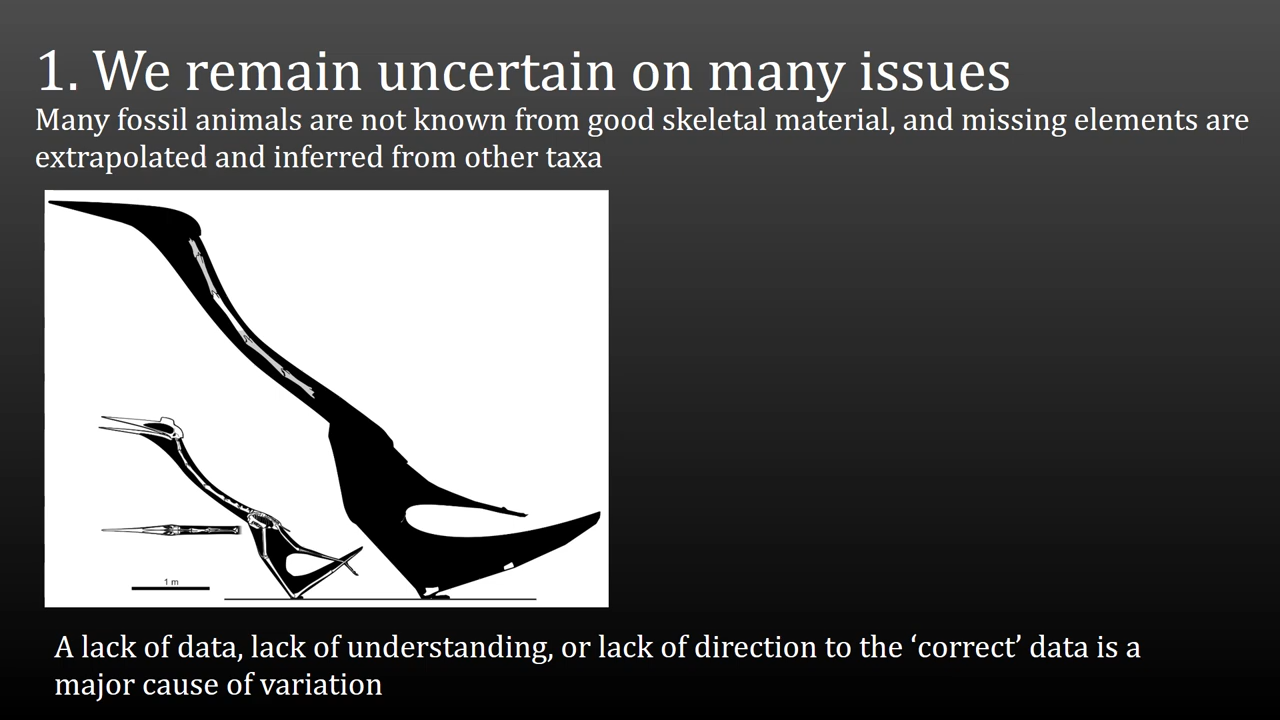 1. We remain uncertain on many issues
Many fossil animals are not known from good skeletal material, and missing elements are
extrapolated and inferred from other taxa
1 m
A lack of data, lack of understanding, or lack of direction to the ‘correct’ data is a
major cause of variation